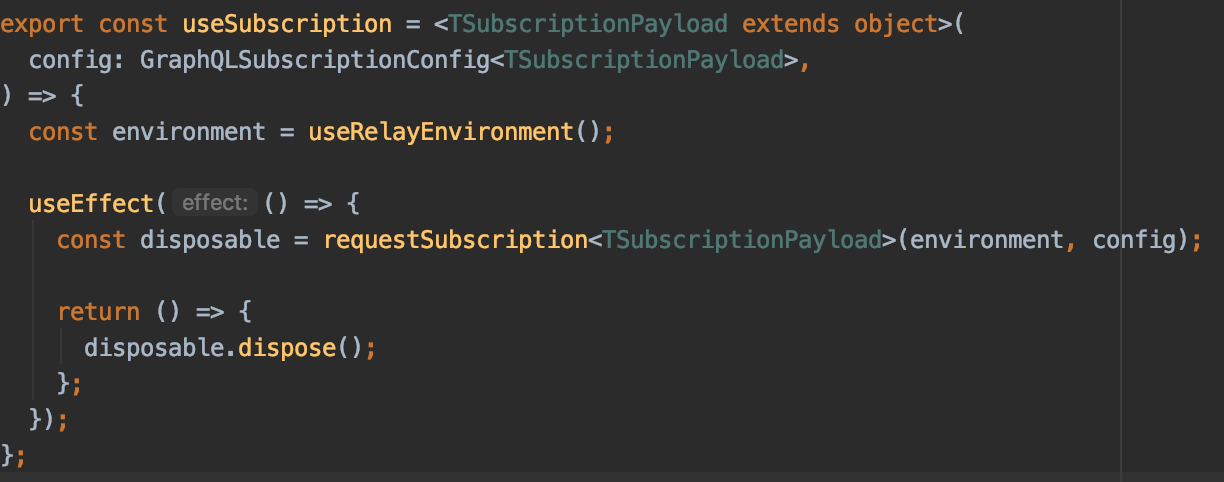 export const useSubscription = <TSubscriptionPayload extends object>(
  config: GraphQLSubscriptionConfig<TSubscriptionPayload>,
) => {
  const environment = useRelayEnvironment();

  useEffect( effect: () => {
    const disposable = requestSubscription<TSubscriptionPayload>(environment, config);

    return () => {
      disposable.dispose();
    };
  });
};